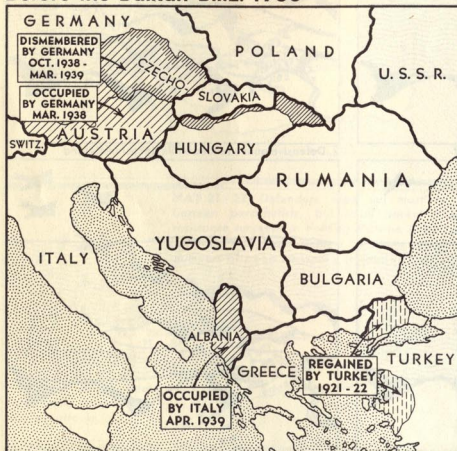 GERMANY
DISMEMBERED
BY GERMANY
OCT. 1938 -
MAR. 1939
CZECHO
POLAND
U.S.S.R.
SLOVAKIA
OCCUPIED
BY GERMANY
MAR. 1938
AUSTRIA
SWITZ.
HUNGARY
RUMANIA
ITALY
YUGOSLAVIA
BULGARIA
ALBANIA
GREECE
REGAINED
BY TURKEY
1921 - 22
TURKEY
OCCUPIED
BY ITALY
APR. 1939